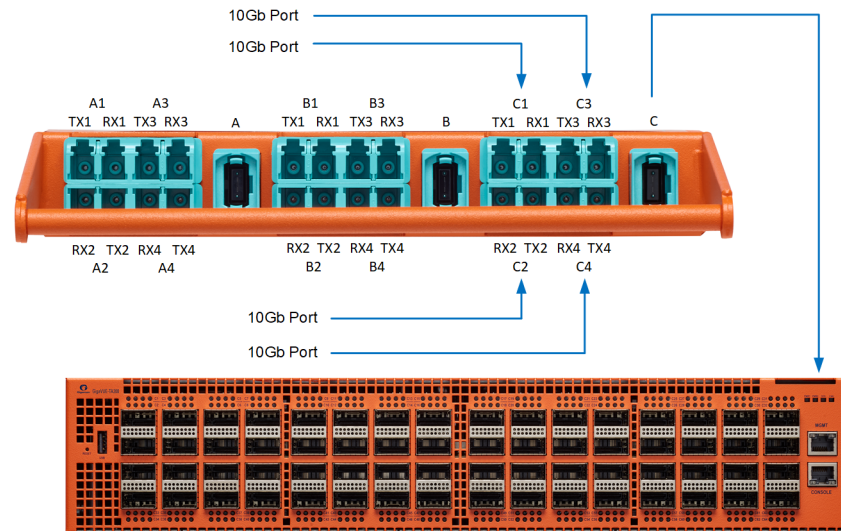 10Gb Port
10Gb Port
A1 A3 B1 B3 C1 C3
TX1 RX1 TX3 RX3 A TX1 RX1 TX3 RX3 B TX1 RX1 TX3 RX3 C
RX2 TX2 RX4 TX4 RX2 TX2 RX4 TX4 RX2 TX2 RX4 TX4
A2 A4 B2 B4 C2 C4
10Gb Port
10Gb Port
MGMT
CONSOLE